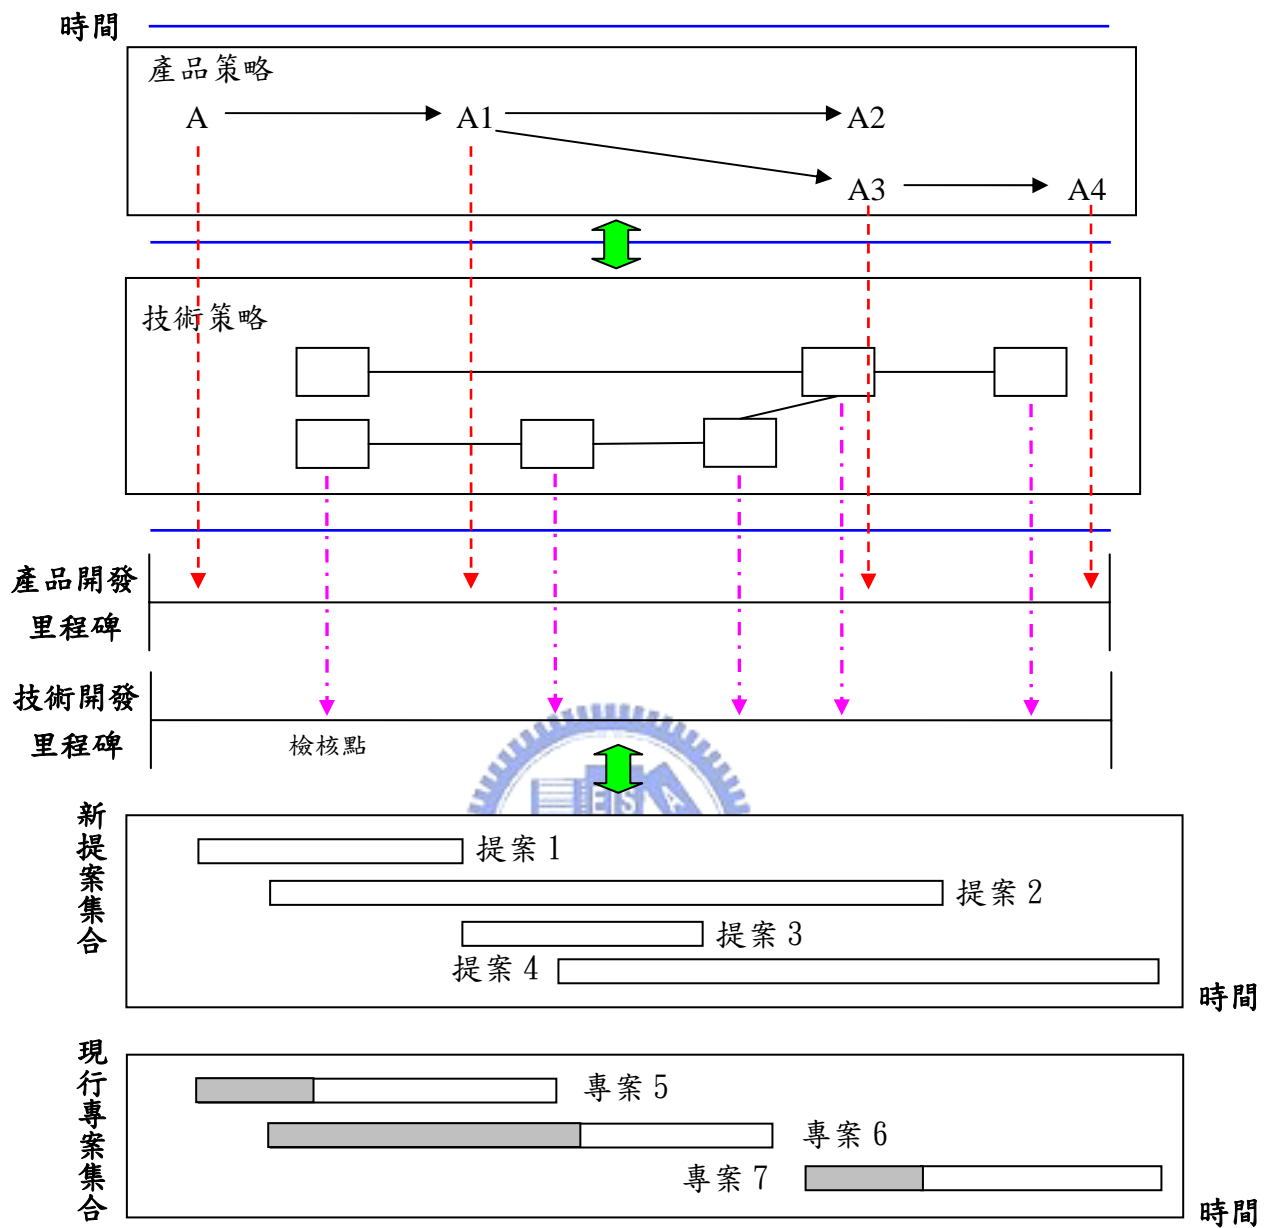 時間
產品策略
A A1 A2
A3 A4
技術策略
產品開發
里程碑
技術開發
里程碑
檢核點
E S A
新提案集合
提案 1
提案 2
提案 3
提案 4
時間
現行專案集合
專案 5
專案 6
專案 7
時間